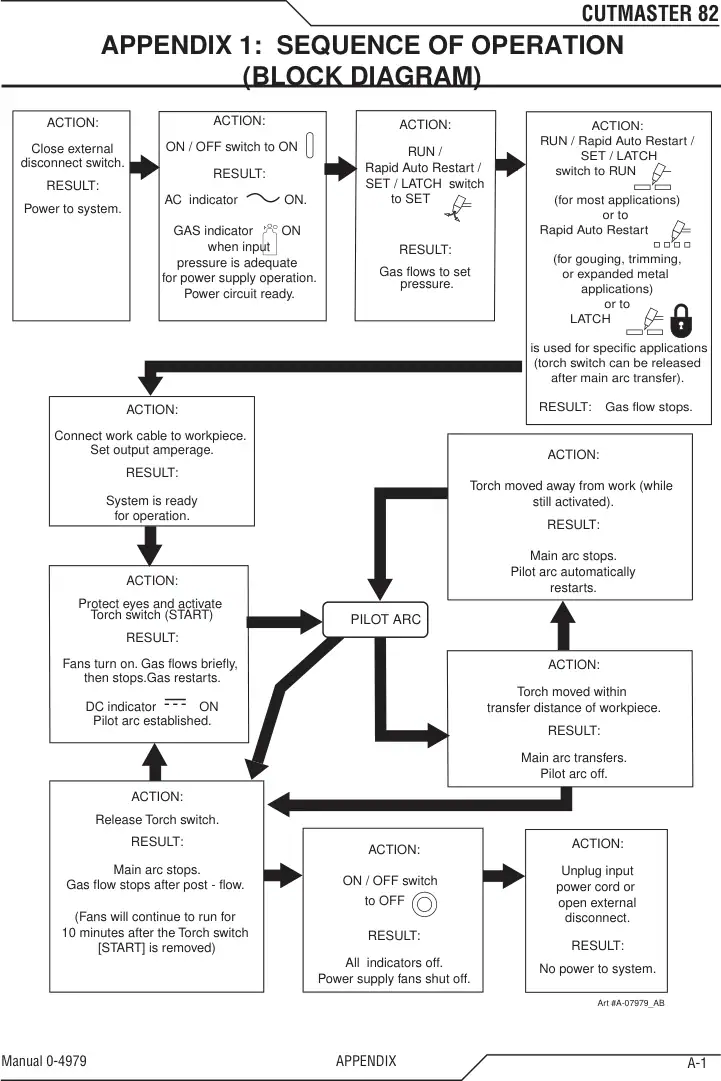 CUTMASTER 82
APPENDIX 1:  SEQUENCE OF OPERATION
(BLOCK DIAGRAM)
ACTION:
Close external
disconnect switch.
RESULT:
Power to system.
ACTION:
ON / OFF switch to ON
RESULT:
AC  indicator ON.
GAS indicator ON
when input
pressure is adequate
for power supply operation.
Power circuit ready.
ACTION:
RUN /
Rapid Auto Restart /
SET / LATCH  switch
to SET
RESULT:
Gas flows to set
pressure.
ACTION:
RUN / Rapid Auto Restart /
SET / LATCH
switch to RUN
(for most applications)
or to
Rapid Auto Restart
(for gouging, trimming,
or expanded metal
applications)
or to
LATCH
is used for specific applications
(torch switch can be released
after main arc transfer).
RESULT:    Gas flow stops.
ACTION:
Connect work cable to workpiece.
Set output amperage.
RESULT:
System is ready
for operation.
ACTION:
Torch moved away from work (while
still activated).
RESULT:
Main arc stops.
Pilot arc automatically
restarts.
ACTION:
Protect eyes and activate
Torch switch (START)
RESULT:
Fans turn on. Gas flows briefly,
then stops.Gas restarts.
DC indicator ON
Pilot arc established.
PILOT ARC
ACTION:
Torch moved within
transfer distance of workpiece.
RESULT:
Main arc transfers.
Pilot arc off.
ACTION:
Release Torch switch.
RESULT:
Main arc stops.
Gas flow stops after post - flow.
(Fans will continue to run for
10 minutes after the Torch switch
[START] is removed)
ACTION:
ON / OFF switch
to OFF
RESULT:
All  indicators off.
Power supply fans shut off.
ACTION:
Unplug input
power cord or
open external
disconnect.
RESULT:
No power to system.
Art #A-07979_AB
Manual 0-4979 APPENDIX A-1